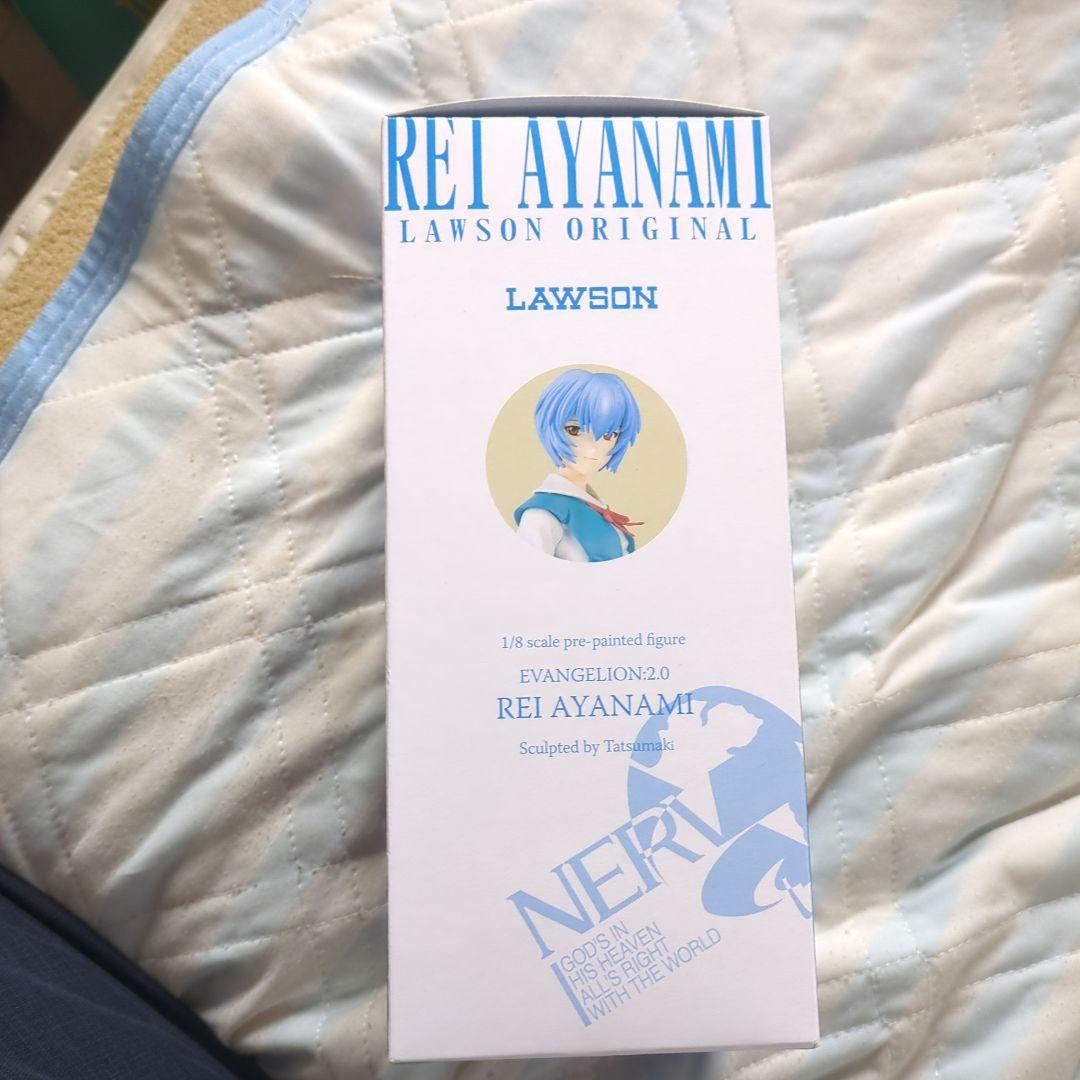 REI AYANAMI
LAWSON ORIGINAL
LAWSON
1/8 scale pre-painted figure
EVANGELION:2.0
REI AYANAMI
Sculpted by Tatsumaki
NERV
GOD'S IN
HIS HEAVEN
ALL'S RIGHT
WITH THE WORLD